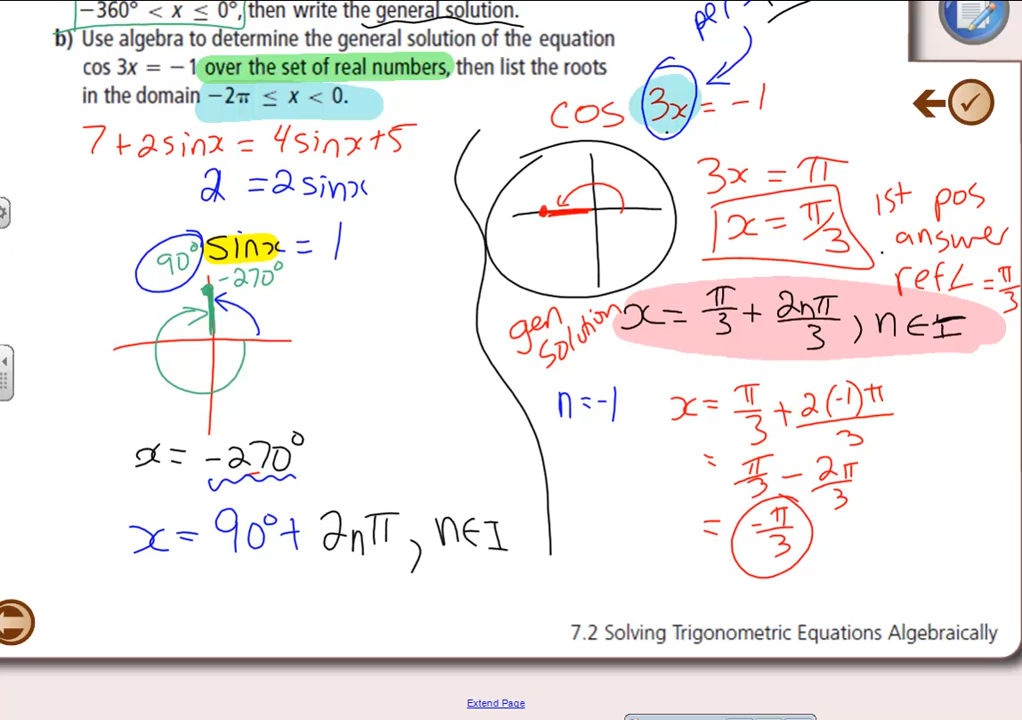 −360° < x ≤ 0°, then write the general solution.
b) Use algebra to determine the general solution of the equation
cos 3x = −1 over the set of real numbers, then list the roots
in the domain −2π ≤ x < 0.
7+2sinx = 4sinx+5
2 = 2sinx
90° sinx = 1
-270°
x = -270°
x = 90° + 2nπ, n∈I
cos 3x = -1
3x = π
x = π/3
1st pos
answer
ref∠ = π/3
gen
solution
x = π/3 + 2nπ/3, n∈I
n = -1
x = π/3 + 2(-1)π/3
= π/3 - 2π/3
= -π/3
7.2 Solving Trigonometric Equations Algebraically
Extend Page